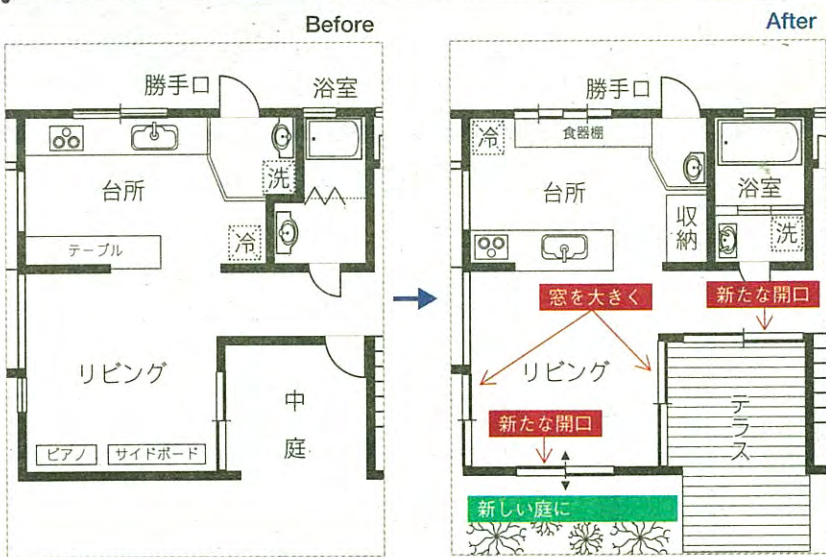 Before
勝手口
浴室
台所
洗
冷
テーブル
リビング
中庭
ピアノ
サイドボード
After
勝手口
冷
食器棚
台所
浴室
収納
洗
窓を大きく
新たな開口
リビング
テラス
新たな開口
新しい庭に